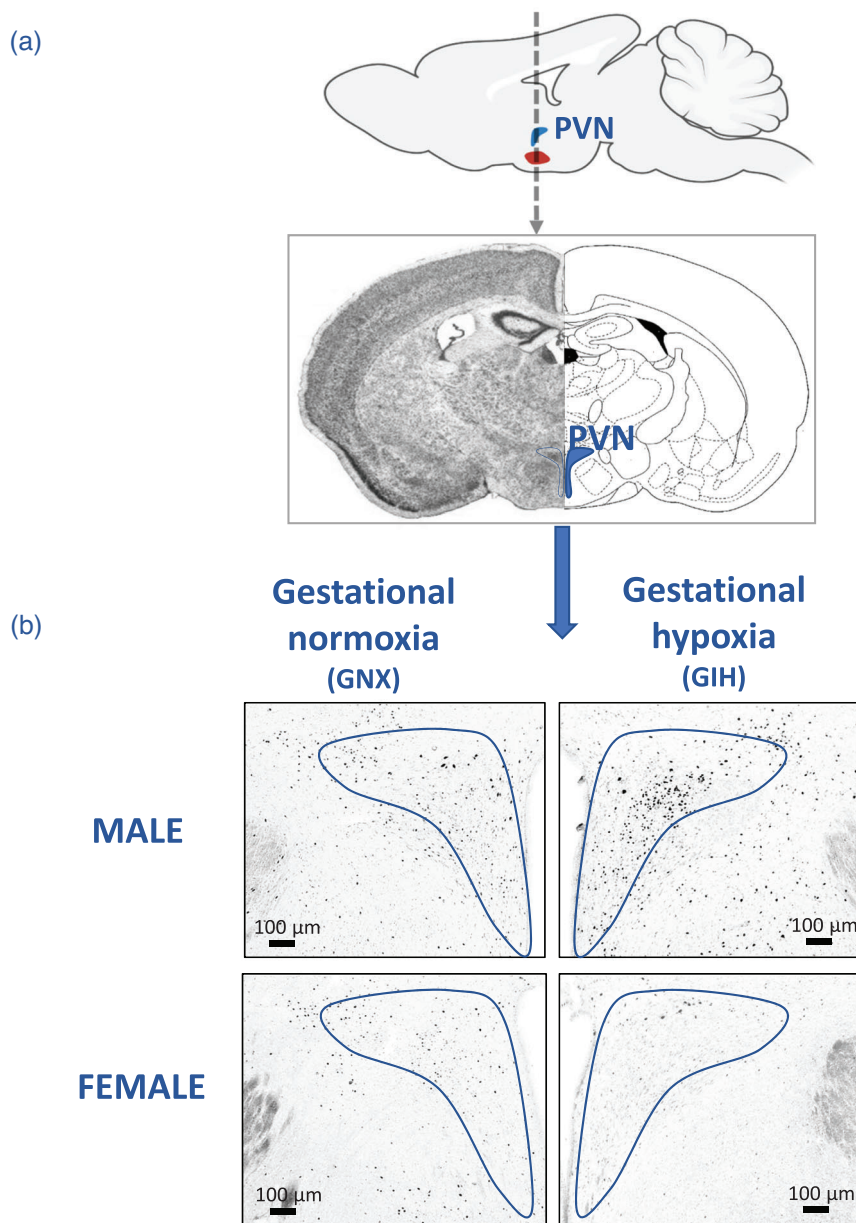 (a)
PVN
PVN
Gestational
normoxia
(GNX)
Gestational
hypoxia
(GIH)
(b)
MALE
100 µm
100 µm
FEMALE
100 µm
100 µm